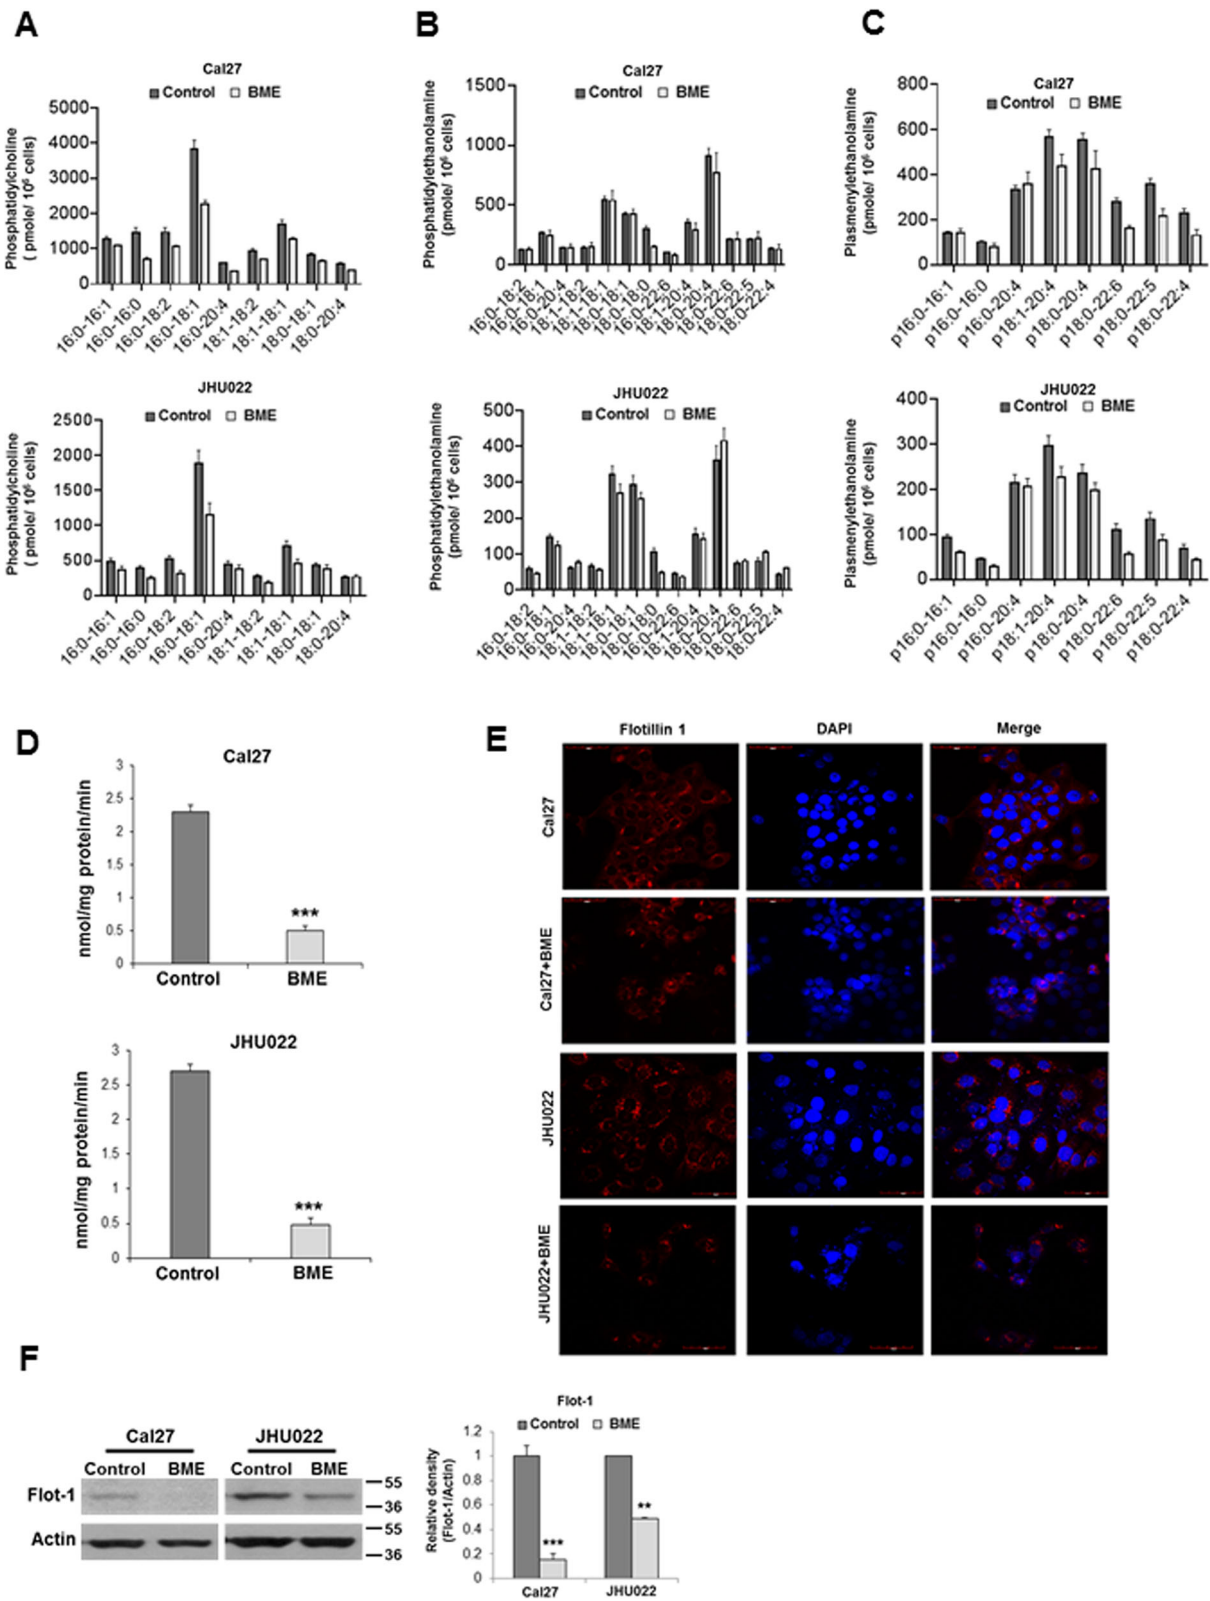 A
Cal27
Control BME
Phosphatidylcholine
( pmole/ 10⁶ cells)
5000
4000
3000
2000
1000
0
16:0-16:1
16:0-16:0
16:0-18:2
16:0-18:1
16:0-20:4
18:1-18:2
18:1-18:1
18:0-18:1
18:0-20:4
JHU022
Control BME
Phosphatidylcholine
( pmole/ 10⁶ cells)
2500
2000
1500
1000
500
0
16:0-16:1
16:0-16:0
16:0-18:2
16:0-18:1
16:0-20:4
18:1-18:2
18:1-18:1
18:0-18:1
18:0-20:4
B
Cal27
Control BME
Phosphatidylethanolamine
(pmole/ 10⁶ cells)
1500
1000
500
0
16:0-18:2
16:0-18:1
16:0-20:4
18:1-18:2
18:1-18:1
18:0-18:1
18:0-18:0
16:0-22:6
18:1-20:4
18:0-20:4
18:0-22:6
18:0-22:5
18:0-22:4
JHU022
Control BME
Phosphatidylethanolamine
(pmole/ 10⁶ cells)
500
400
300
200
100
0
16:0-18:2
16:0-18:1
16:0-20:4
18:1-18:2
18:1-18:1
18:0-18:1
18:0-18:0
16:0-22:6
18:1-20:4
18:0-20:4
18:0-22:6
18:0-22:5
18:0-22:4
C
Cal27
Control BME
Plasmenylethanolamine
(pmole/ 10⁶ cells)
800
600
400
200
0
p16:0-16:1
p16:0-16:0
p16:0-20:4
p18:1-20:4
p18:0-20:4
p18:0-22:6
p18:0-22:5
p18:0-22:4
JHU022
Control BME
Plasmenylethanolamine
(pmole/ 10⁶ cells)
400
300
200
100
0
p16:0-16:1
p16:0-16:0
p16:0-20:4
p18:1-20:4
p18:0-20:4
p18:0-22:6
p18:0-22:5
p18:0-22:4
D
Cal27
nmol/mg protein/min
3
2.5
2
1.5
1
0.5
0
***
Control BME
JHU022
nmol/mg protein/min
3
2.5
2
1.5
1
0.5
0
***
Control BME
E
Flotillin 1 DAPI Merge
Cal27
Cal27+BME
JHU022
JHU022+BME
F
Cal27 JHU022
Control BME Control BME
Flot-1
55
36
Actin
55
36
Flot-1
Control BME
Relative density
(Flot-1/Actin)
1.2
1
0.8
0.6
0.4
0.2
0
***
**
Cal27 JHU022